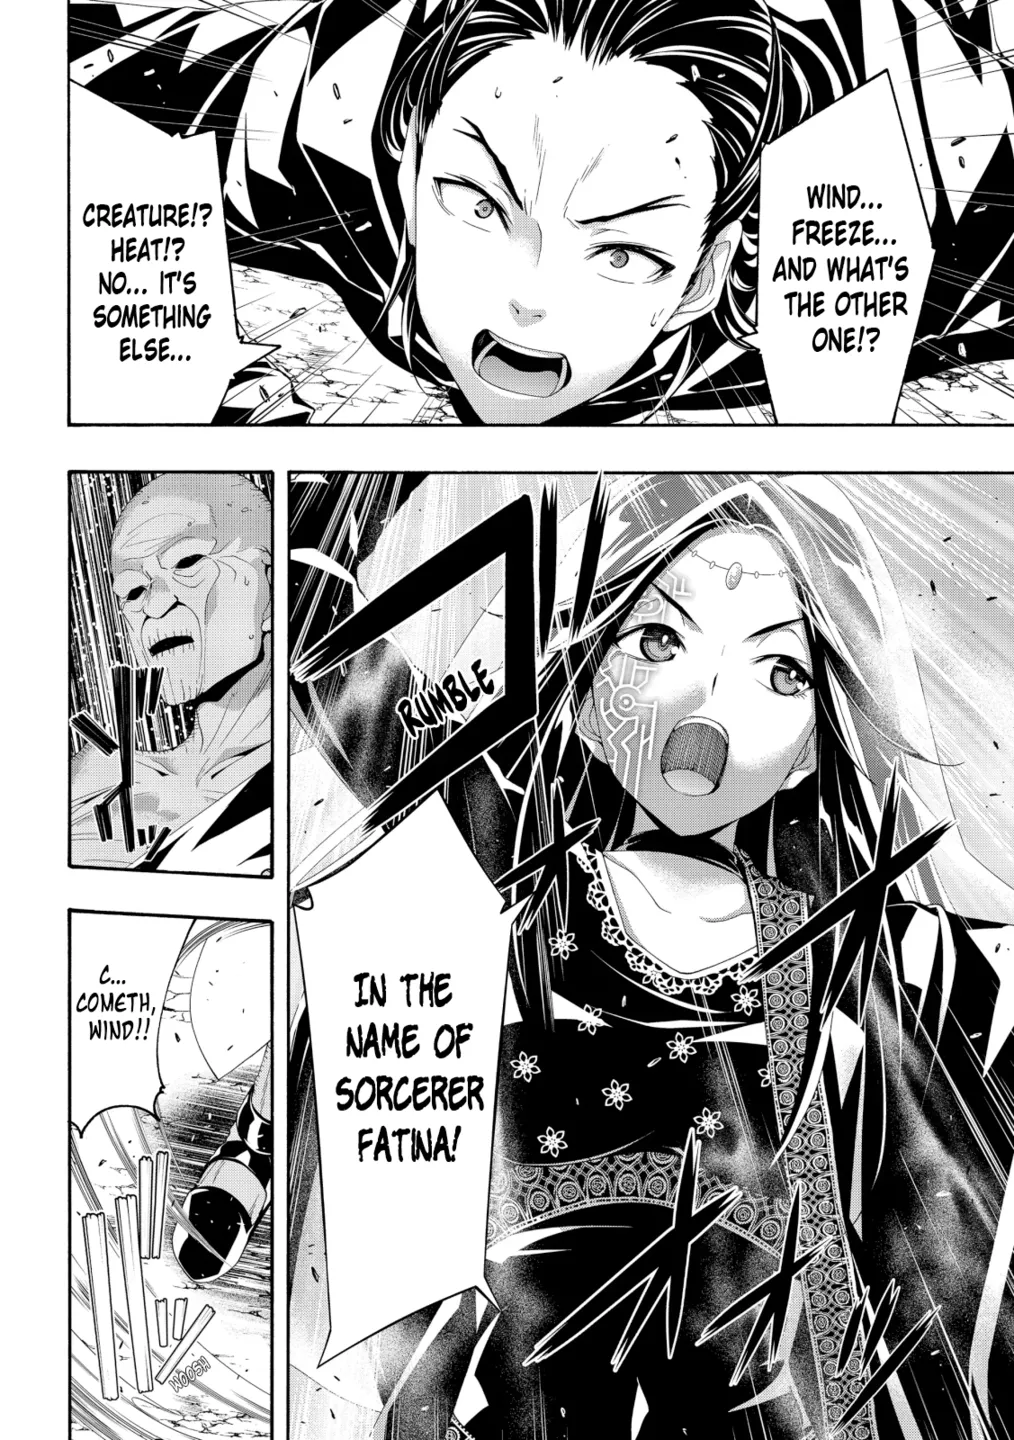 WIND...
FREEZE...
AND WHAT'S
THE OTHER
ONE!?
CREATURE!?
HEAT!?
NO... IT'S
SOMETHING
ELSE...
RUMBLE
IN THE
NAME OF
SORCERER
FATINA!
C...
COMETH,
WIND!!
WOOSH